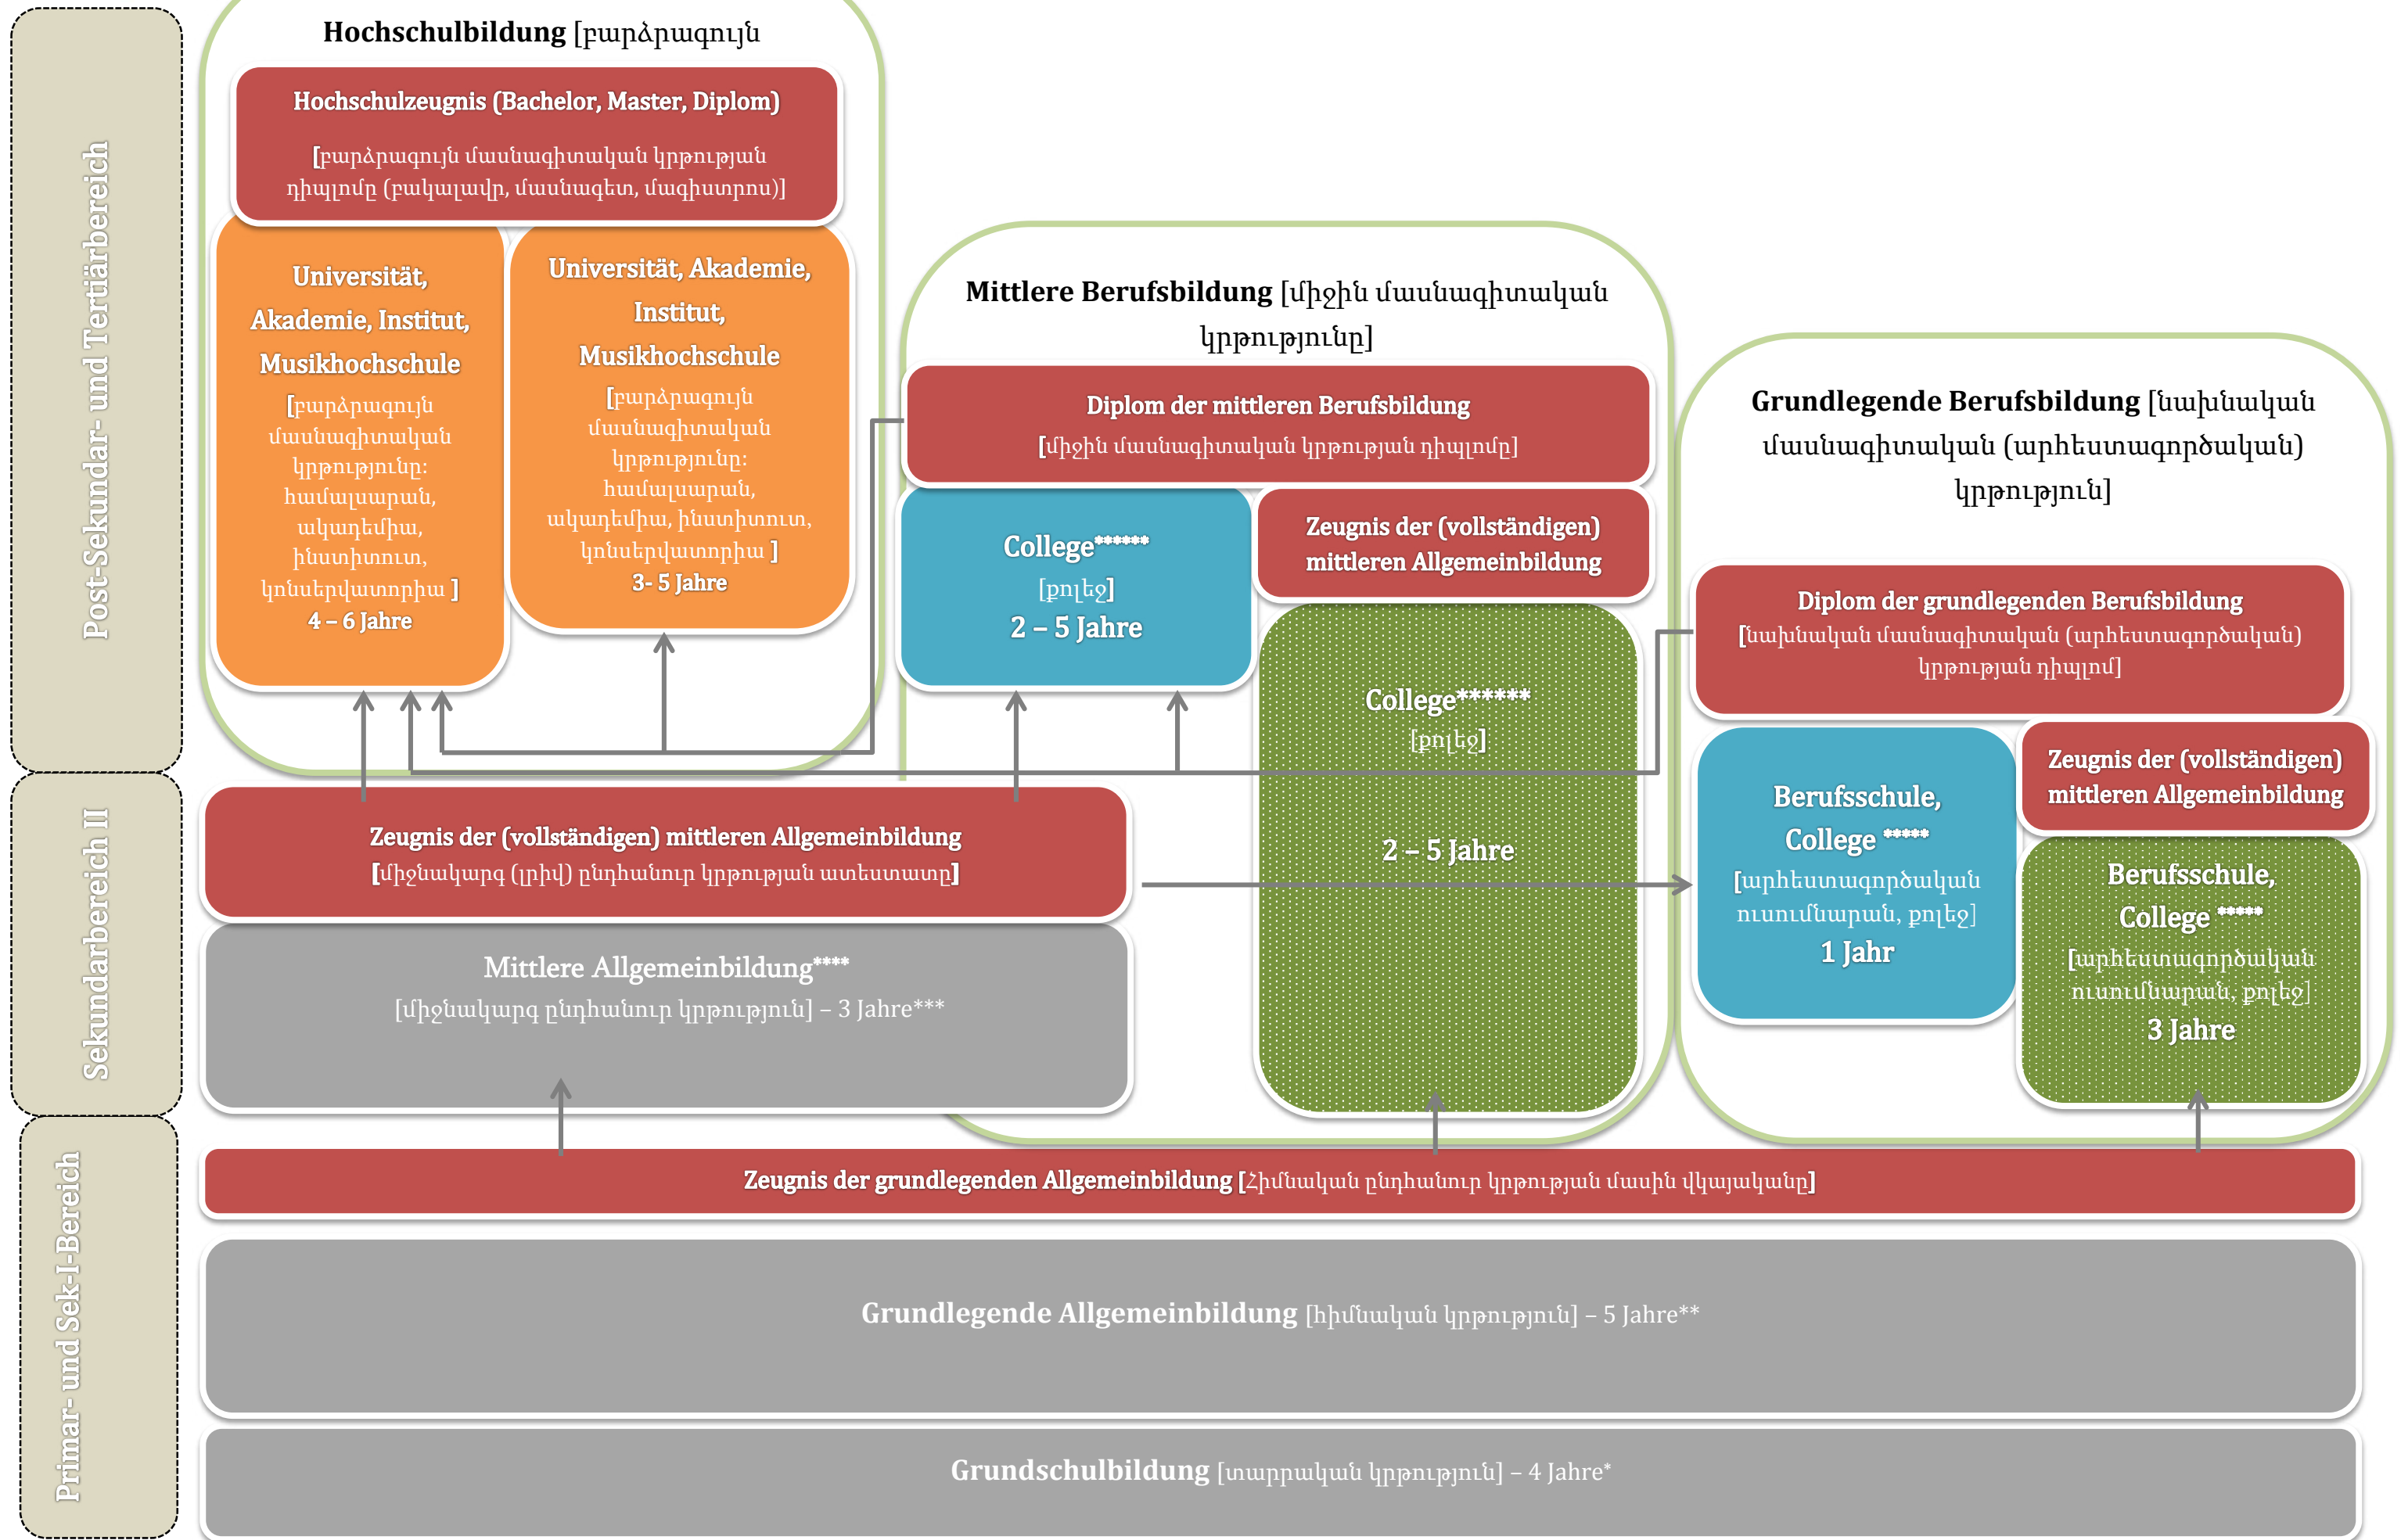 Hochschulbildung [բարձրագույն
Hochschulzeugnis (Bachelor, Master, Diplom)
[բարձրագույն մասնագիտական կրթության
դիպլոմը (բակալավր, մասնագետ, մագիստրոս)]
Universität,
Akademie, Institut,
Musikhochschule
[բարձրագույն
մասնագիտական
կրթությունը:
համալսարան,
ակադեմիա,
ինստիտուտ,
կոնսերվատորիա ]
4 – 6 Jahre
Universität, Akademie,
Institut,
Musikhochschule
[բարձրագույն
մասնագիտական
կրթությունը:
համալսարան,
ակադեմիա, ինստիտուտ,
կոնսերվատորիա ]
3- 5 Jahre
Mittlere Berufsbildung [միջին մասնագիտական
կրթությունը]
Diplom der mittleren Berufsbildung
[միջին մասնագիտական կրթության դիպլոմը]
College******
[քոլեջ]
2 – 5 Jahre
Zeugnis der (vollständigen)
mittleren Allgemeinbildung
College******
[քոլեջ]
2 – 5 Jahre
Grundlegende Berufsbildung [նախնական
մասնագիտական (արհեստագործական)
կրթություն]
Diplom der grundlegenden Berufsbildung
[նախնական մասնագիտական (արհեստագործական)
կրթության դիպլոմ]
Berufsschule,
College *****
[արհեստագործական
ուսումնարան, քոլեջ]
1 Jahr
Zeugnis der (vollständigen)
mittleren Allgemeinbildung
Berufsschule,
College *****
[արհեստագործական
ուսումնարան, քոլեջ]
3 Jahre
Zeugnis der (vollständigen) mittleren Allgemeinbildung
[միջնակարգ (լրիվ) ընդհանուր կրթության ատեստատը]
Mittlere Allgemeinbildung****
[միջնակարգ ընդհանուր կրթություն] – 3 Jahre***
Zeugnis der grundlegenden Allgemeinbildung [Հիմնական ընդհանուր կրթության մասին վկայականը]
Grundlegende Allgemeinbildung [հիմնական կրթություն] – 5 Jahre**
Grundschulbildung [տարրական կրթություն] – 4 Jahre*
Post-Sekundar- und Tertiärbereich
Sekundarbereich II
Primar- und Sek-I-Bereich